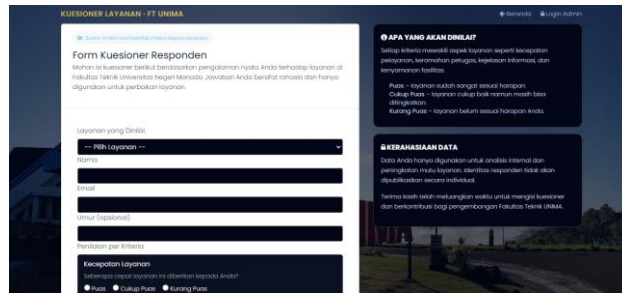 KUESIONER LAYANAN - FT UNIMA
Beranda
Login Admin
Suara Anda membentuk masa depan layanan.
Form Kuesioner Responden
Mohon isi kuesioner berikut berdasarkan pengalaman nyata Anda terhadap layanan di
Fakultas Teknik Universitas Negeri Manado. Jawaban Anda bersifat rahasia dan hanya
digunakan untuk perbaikan layanan.
Layanan yang Dinilai
-- Pilih Layanan --
Nama
Email
Umur (opsional)
Penilaian per Kriteria
Kecepatan Layanan
Seberapa cepat layanan ini diberikan kepada Anda?
Puas Cukup Puas Kurang Puas
APA YANG AKAN DINILAI?
Setiap kriteria mewakili aspek layanan seperti kecepatan
pelayanan, keramahan petugas, kejelasan informasi, dan
kenyamanan fasilitas.
Puas - layanan sudah sangat sesuai harapan.
Cukup Puas - layanan cukup baik namun masih bisa
ditingkatkan.
Kurang Puas - layanan belum sesuai harapan Anda.
KERAHASIAAN DATA
Data Anda hanya digunakan untuk analisis internal dan
peningkatan mutu layanan. Identitas responden tidak akan
dipublikasikan secara individual.
Terima kasih telah meluangkan waktu untuk mengisi kuesioner
dan berkontribusi bagi pengembangan Fakultas Teknik UNIMA.